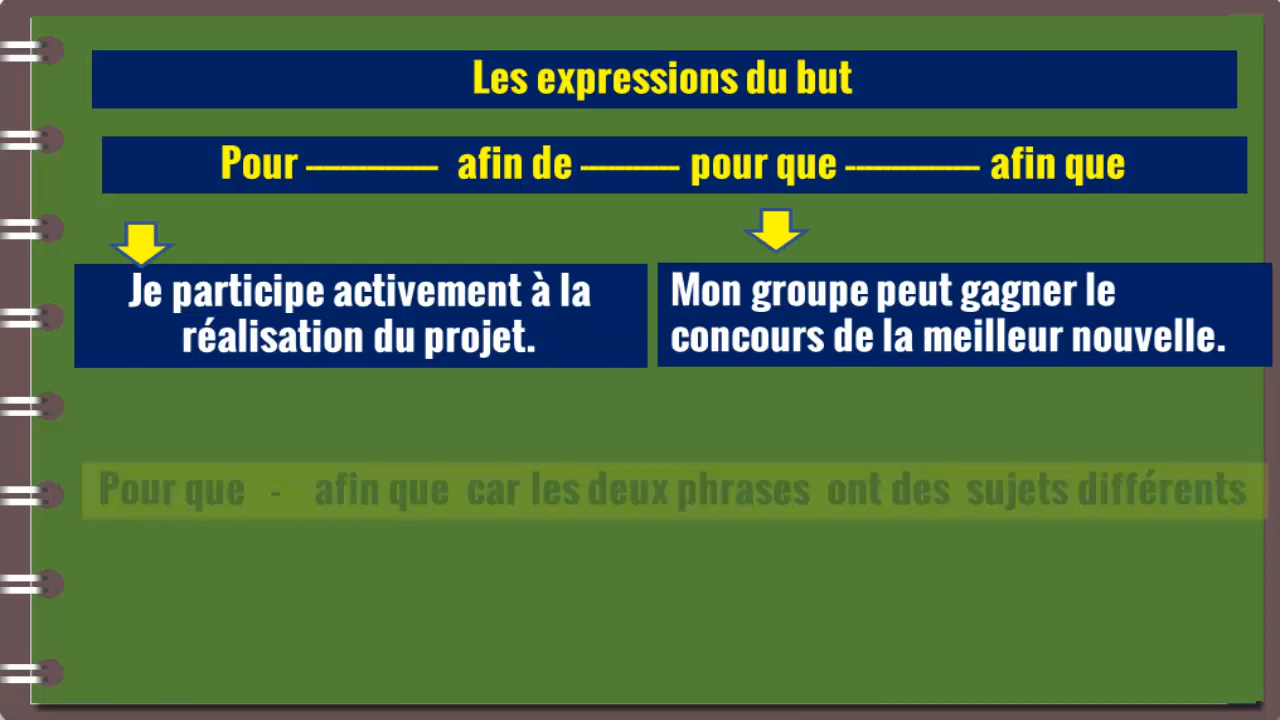 Les expressions du but
Pour ---------------- afin de ------------ pour que ---------------- afin que
Je participe activement à la
réalisation du projet.
Mon groupe peut gagner le
concours de la meilleur nouvelle.
Pour que - afin que car les deux phrases ont des sujets différents